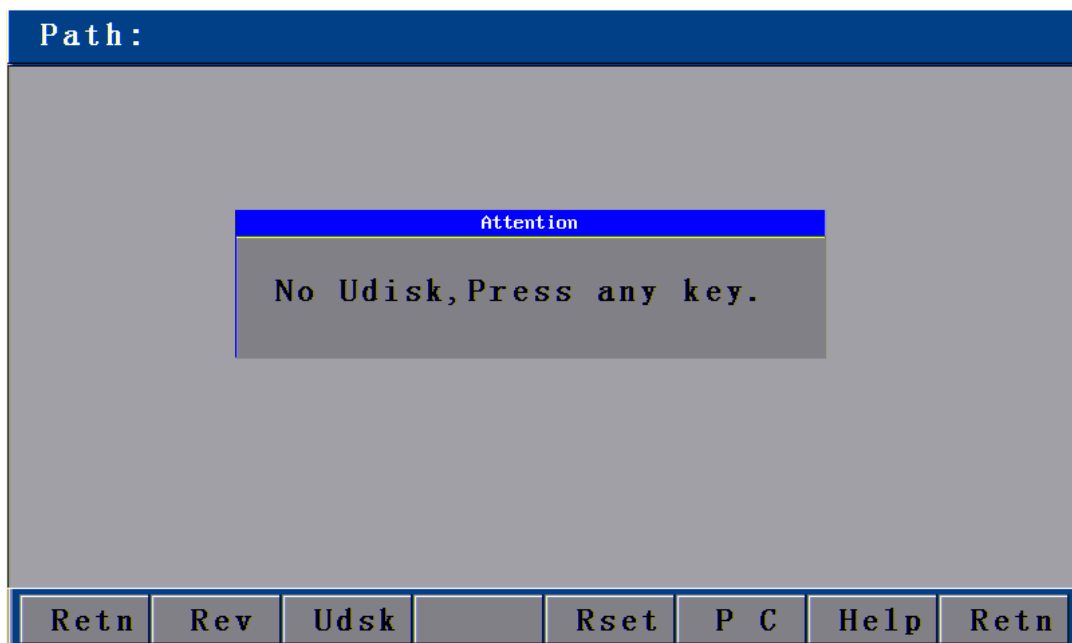 Path:
Attention
No Udisk,Press any key.
Retn Rev Udsk Rset P C Help Retn